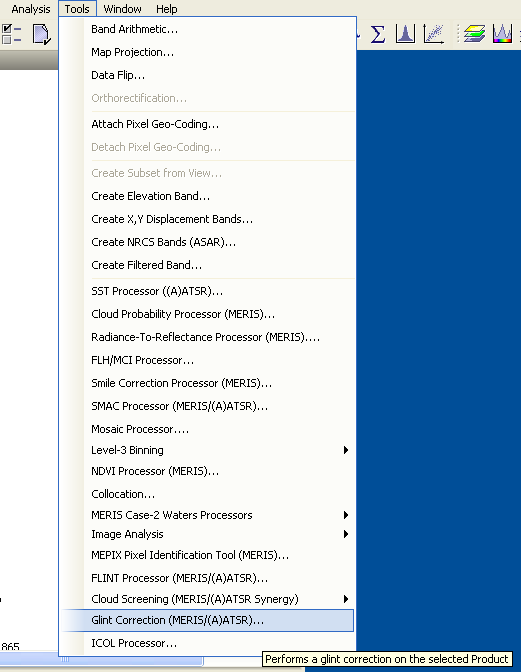 Analysis Tools Window Help
Band Arithmetic...
Map Projection...
Data Flip...
Orthorectification...
Attach Pixel Geo-Coding...
Detach Pixel Geo-Coding...
Create Subset from View...
Create Elevation Band...
Create X,Y Displacement Bands...
Create NRCS Bands (ASAR)...
Create Filtered Band...
SST Processor ((A)ATSR)...
Cloud Probability Processor (MERIS)...
Radiance-To-Reflectance Processor (MERIS)....
FLH/MCI Processor...
Smile Correction Processor (MERIS)...
SMAC Processor (MERIS/(A)ATSR)...
Mosaic Processor....
Level-3 Binning
NDVI Processor (MERIS)...
Collocation...
MERIS Case-2 Waters Processors
Image Analysis
MEPIX Pixel Identification Tool (MERIS)...
FLINT Processor (MERIS/(A)ATSR)...
Cloud Screening (MERIS/(A)ATSR Synergy)
Glint Correction (MERIS/(A)ATSR)...
865
ICOL Processor...
Performs a glint correction on the selected Product